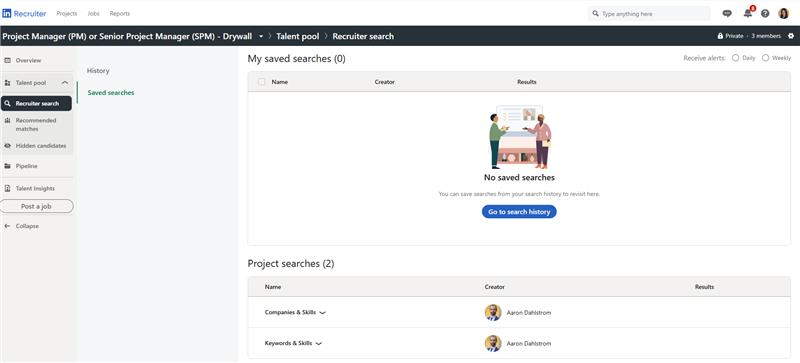 in Recruiter Projects Jobs Reports Type anything here 8
Project Manager (PM) or Senior Project Manager (SPM) - Drywall Talent pool Recruiter search Private · 3 members
Overview
Talent pool
Recruiter search
Recommended
matches
Hidden candidates
Pipeline
Talent Insights
Post a job
Collapse
History
Saved searches
My saved searches (0) Receive alerts: Daily Weekly
Name Creator Results
No saved searches
You can save searches from your search history to revisit here.
Go to search history
Project searches (2)
Name Creator Results
Companies & Skills Aaron Dahlstrom
Keywords & Skills Aaron Dahlstrom